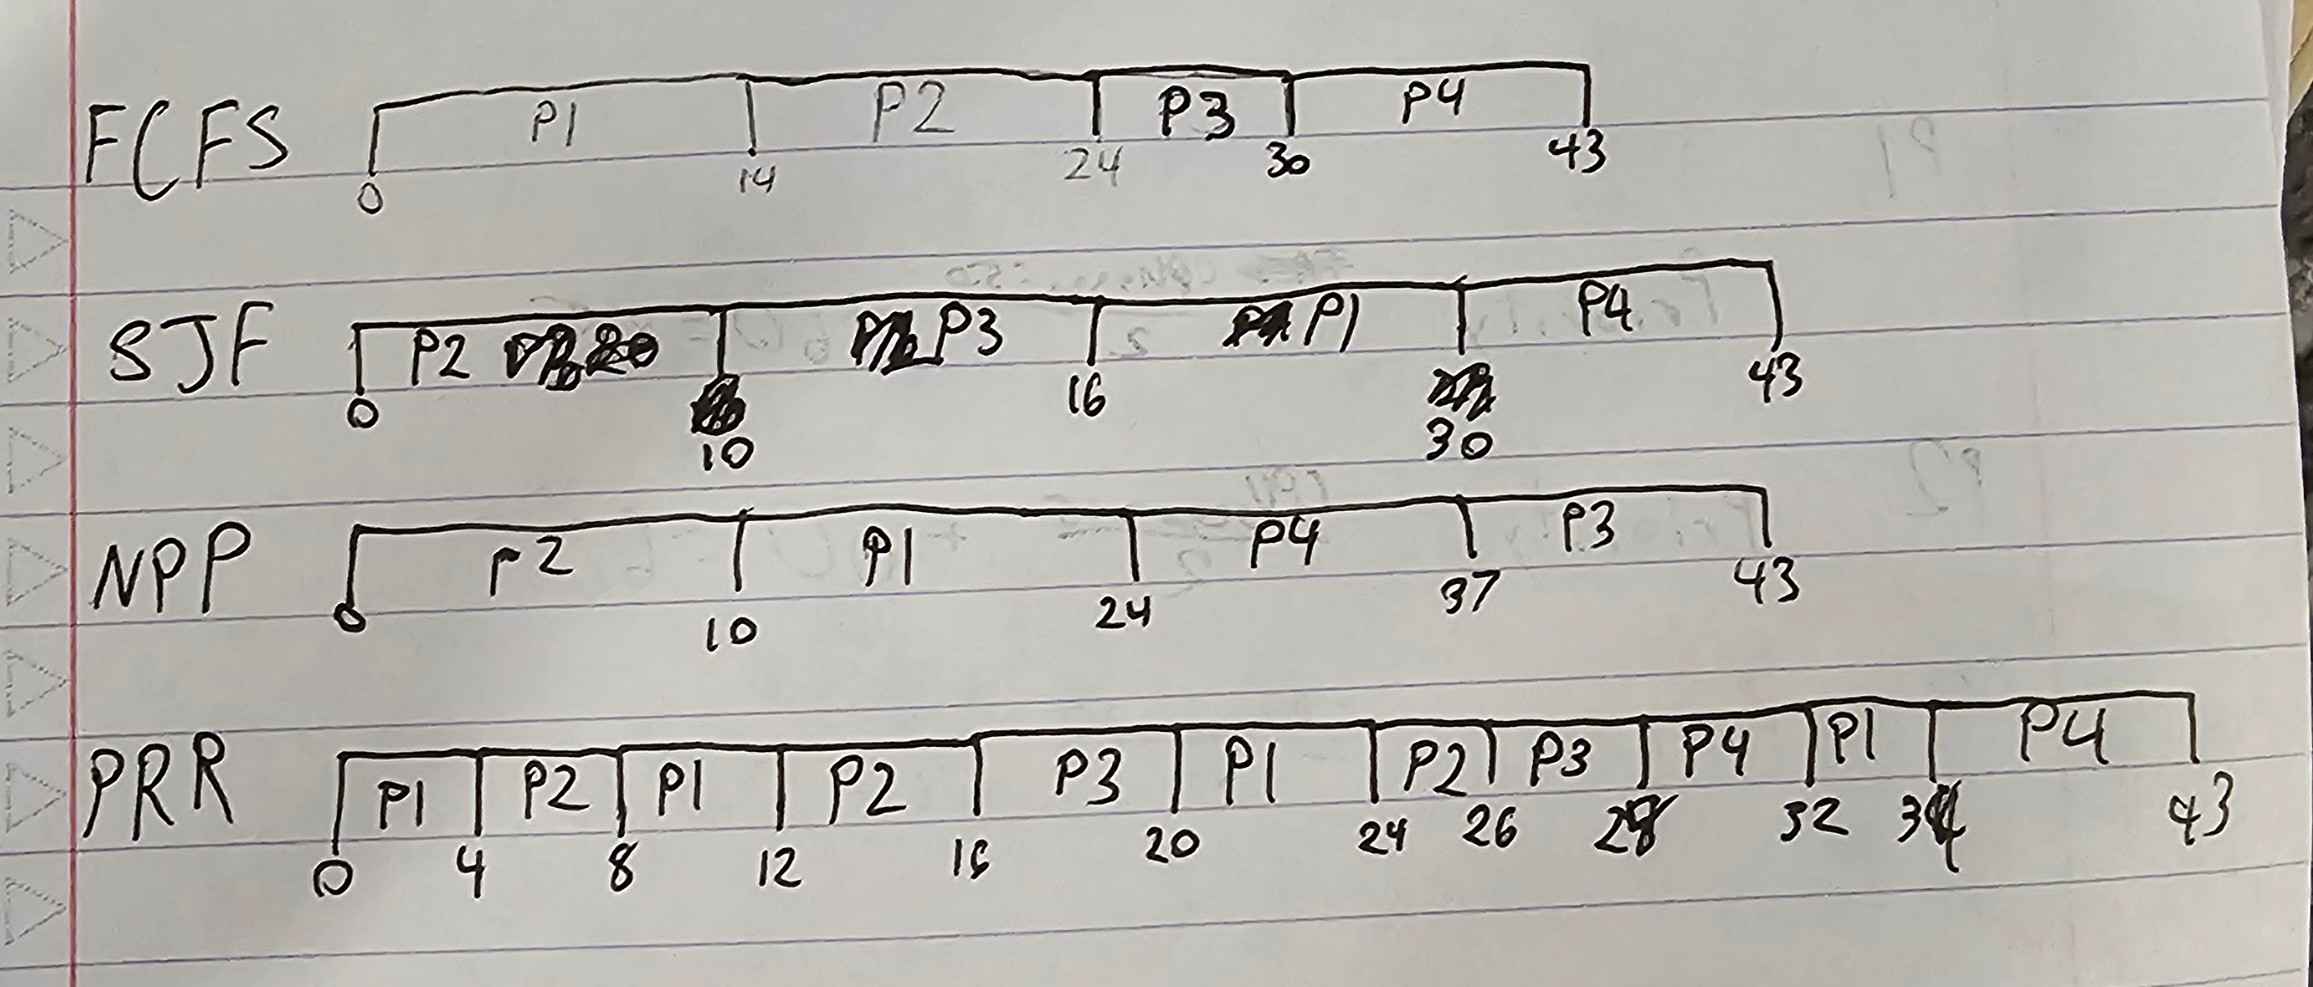 FCFS P1 P2 P3 P4
0 14 24 30 43
SJF P2 P3 P1 P4
0 10 16 30 43
NPP P2 P1 P4 P3
0 10 24 37 43
PRR P1 P2 P1 P2 P3 P1 P2 P3 P4 P1 P4
0 4 8 12 16 20 24 26 28 32 34 43